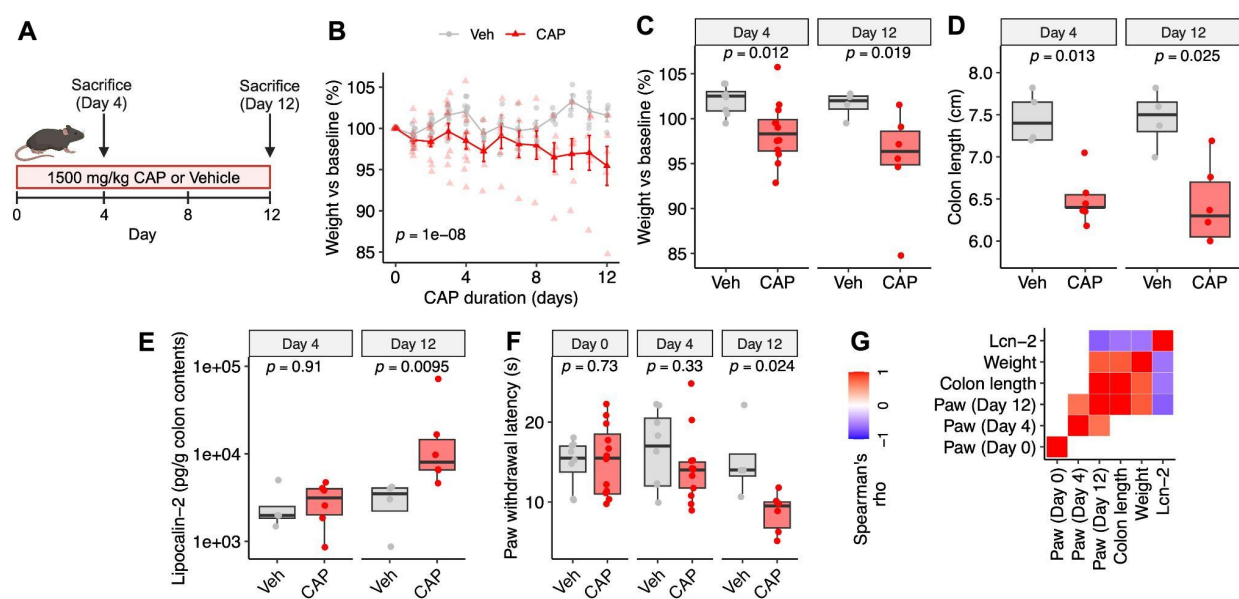 A
Sacrifice
(Day 4)
Sacrifice
(Day 12)
1500 mg/kg CAP or Vehicle
0
4
8
12
Day
B
Veh
CAP
Weight vs baseline (%)
105
100
95
90
85
p = 1e−08
0
4
8
12
CAP duration (days)
C
Day 4
Day 12
p = 0.012
p = 0.019
Weight vs baseline (%)
105
100
95
90
85
Veh
CAP
Veh
CAP
D
Day 4
Day 12
p = 0.013
p = 0.025
Colon length (cm)
8.0
7.5
6.5
6.0
Veh
CAP
Veh
CAP
E
Day 4
Day 12
p = 0.91
p = 0.0095
Lipocalin−2 (pg/g colon contents)
1e+05
1e+04
1e+03
Veh
CAP
Veh
CAP
F
Day 0
Day 4
Day 12
p = 0.73
p = 0.33
p = 0.024
Paw withdrawal latency (s)
20
10
Veh
CAP
Veh
CAP
Veh
CAP
G
Spearman's
rho
1
0
−1
Lcn−2
Weight
Colon length
Paw (Day 12)
Paw (Day 4)
Paw (Day 0)
Paw (Day 0)
Paw (Day 4)
Paw (Day 12)
Colon length
Weight
Lcn−2